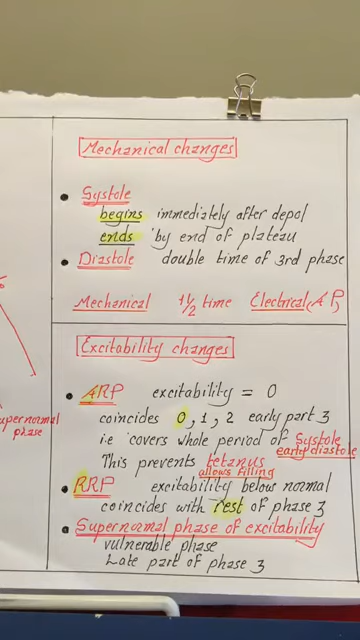 Mechanical changes
• Systole
begins immediately after depol
ends by end of plateau
• Diastole double time of 3rd phase
Mechanical 1½ time Electrical (AP)
Excitability changes
• ARP excitability = 0
coincides 0, 1, 2 early part 3
i.e covers whole period of Systole
early diastole
This prevents tetanus
allows filling
• RRP excitability below normal
coincides with rest of phase 3
• Supernormal phase of excitability
vulnerable phase
Late part of phase 3
supernormal
phase